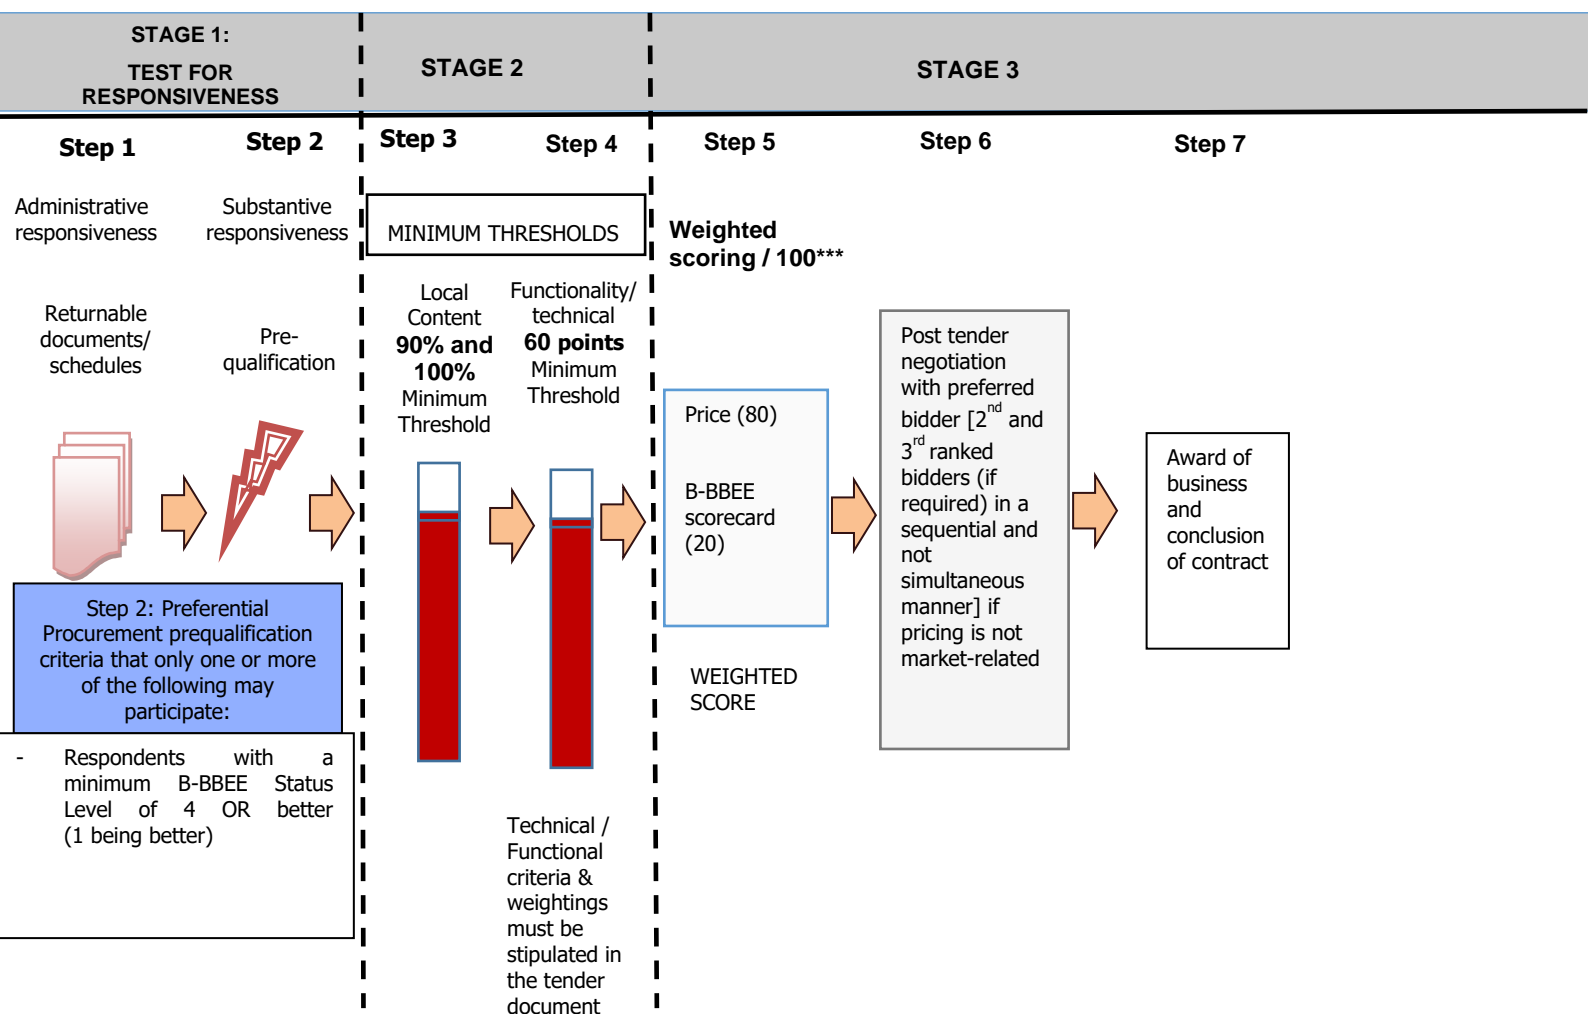 STAGE 1:
TEST FOR
RESPONSIVENESS
STAGE 2
STAGE 3
Step 1
Step 2
Step 3
Step 4
Step 5
Step 6
Step 7
Administrative
responsiveness
Substantive
responsiveness
MINIMUM THRESHOLDS
Weighted
scoring / 100***
Returnable
documents/
schedules
Pre-
qualification
Local
Content
90% and
100%
Minimum
Threshold
Functionality/
technical
60 points
Minimum
Threshold
Price (80)
B-BBEE
scorecard
(20)
WEIGHTED
SCORE
Post tender
negotiation
with preferred
bidder [2nd and
3rd ranked
bidders (if
required) in a
sequential and
not
simultaneous
manner] if
pricing is not
market-related
Award of
business
and
conclusion
of contract
Step 2: Preferential
Procurement prequalification
criteria that only one or more
of the following may
participate:
- Respondents with a
minimum B-BBEE Status
Level of 4 OR better
(1 being better)
Technical /
Functional
criteria &
weightings
must be
stipulated in
the tender
document